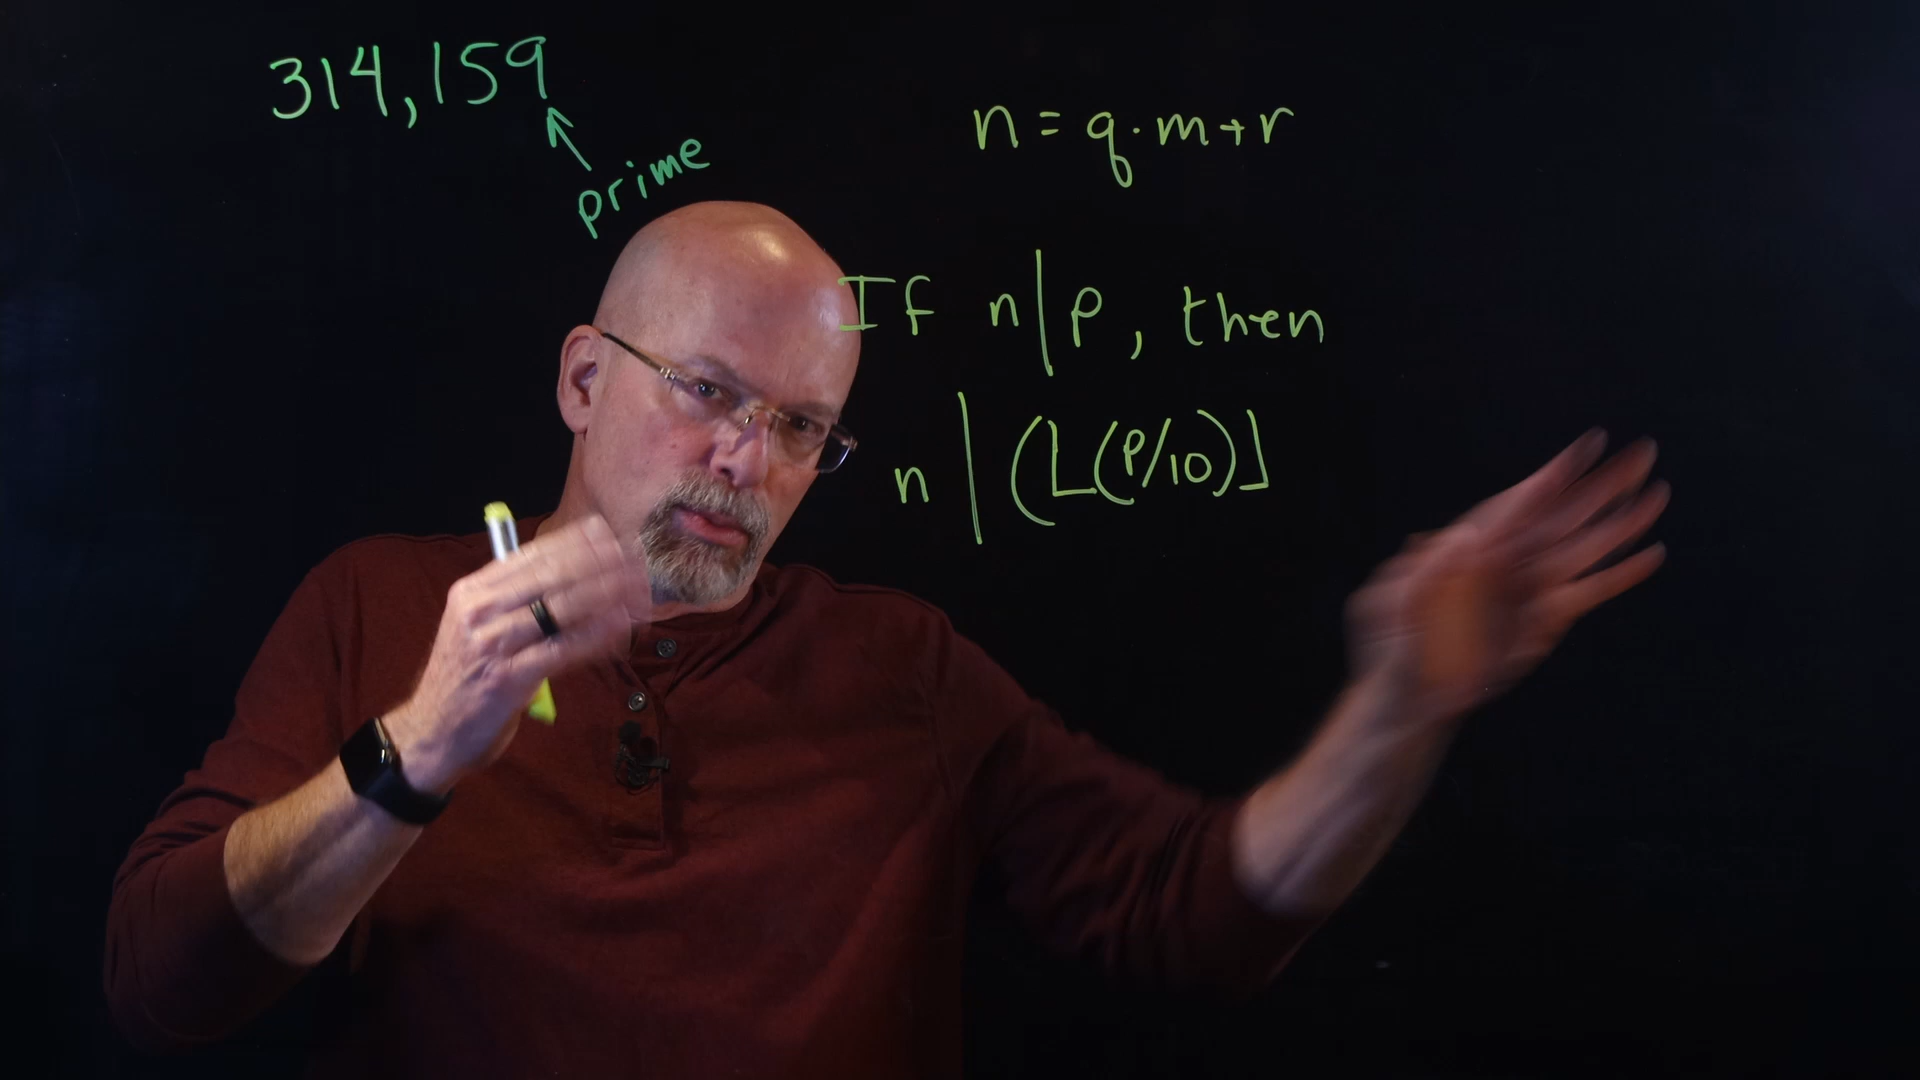 314,159
prime
n = q·m+r
If n|p, then
n | (⌊(p/10)⌋